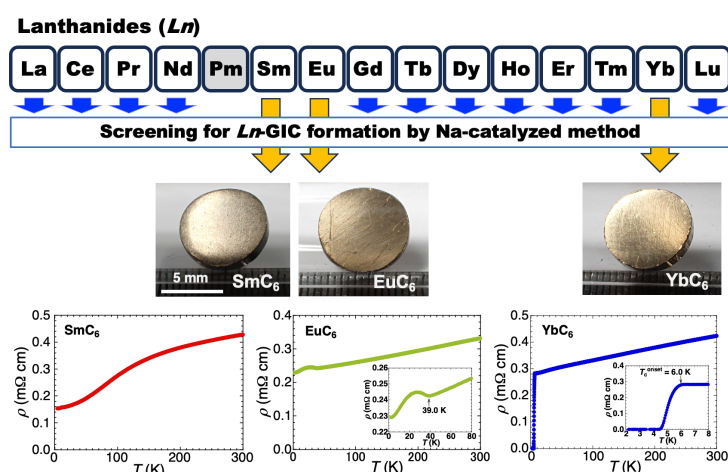 Lanthanides (Ln)
La Ce Pr Nd Pm Sm Eu Gd Tb Dy Ho Er Tm Yb Lu
Screening for Ln-GIC formation by Na-catalyzed method
5 mm
SmC6
EuC6
YbC6
SmC6
ρ (mΩ cm)
0.5
0.4
0.3
0.2
0.1
0.0
0 100 200 300
T (K)
EuC6
ρ (mΩ cm)
0.4
0.3
0.2
0.1
0.0
0 100 200 300
T (K)
ρ (mΩ cm)
0.26
0.25
0.24
0.23
0.22
39.0 K
0 20 40 60 80
T (K)
YbC6
ρ (mΩ cm)
0.5
0.4
0.3
0.2
0.1
0.0
0 100 200 300
T (K)
Tc onset = 6.0 K
ρ (mΩ cm)
0.4
0.3
0.2
0.1
0.0
2 3 4 5 6 7 8
T (K)